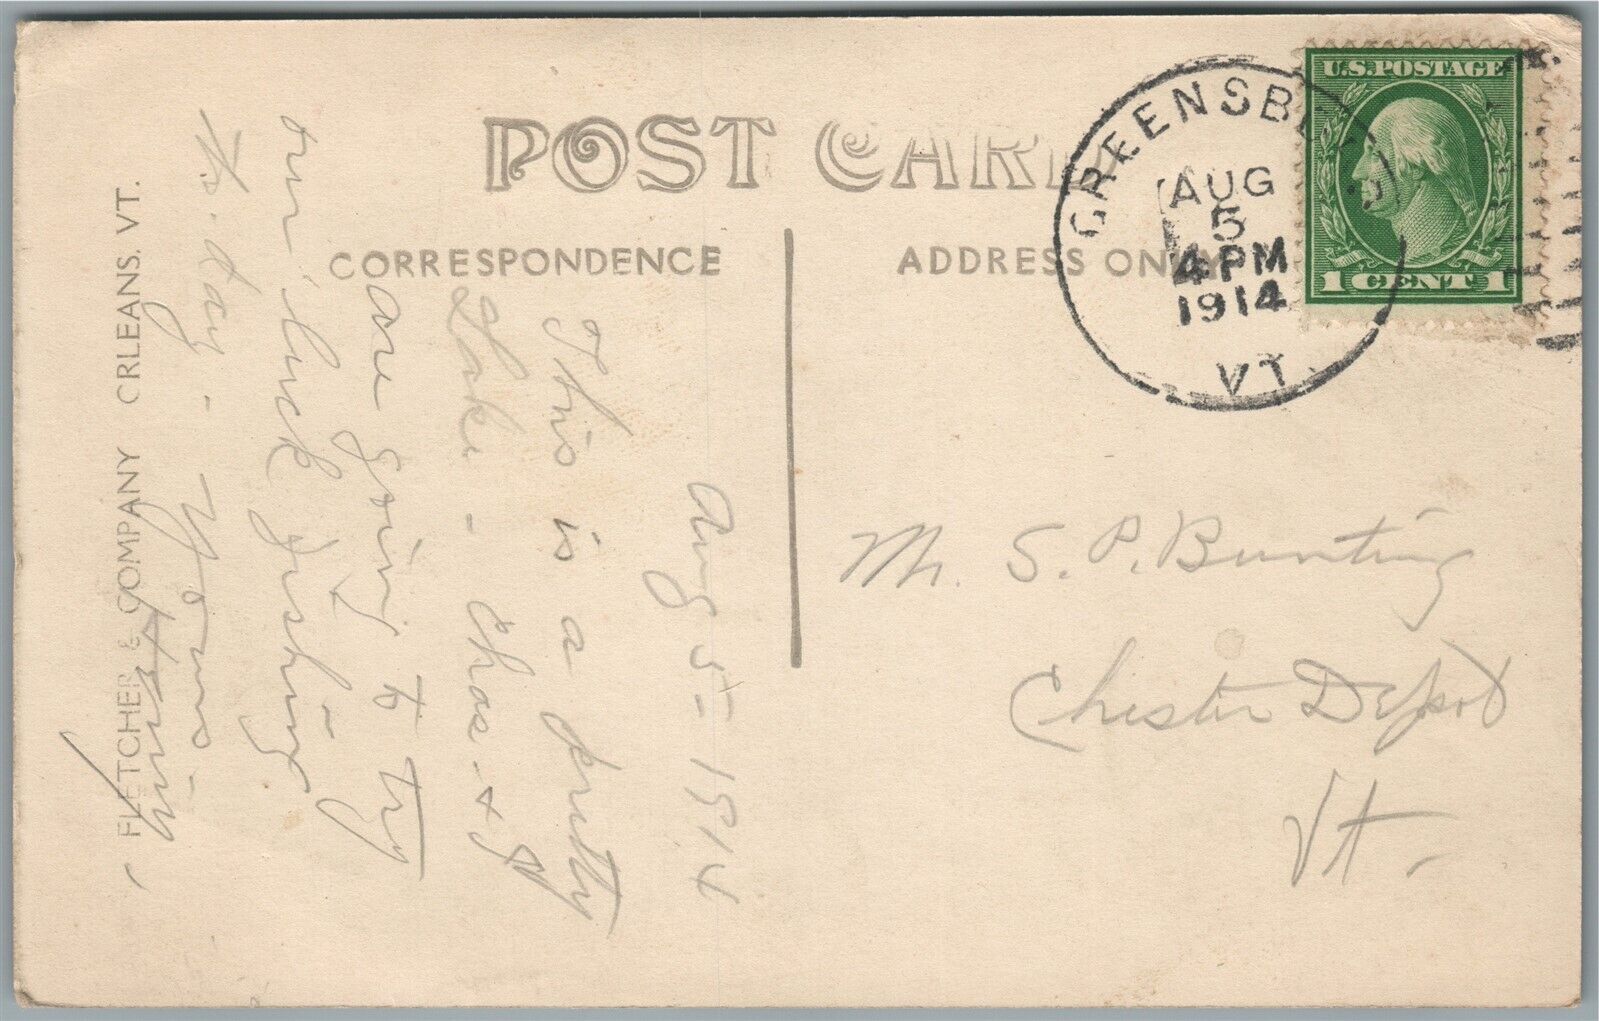 POST CARD
CORRESPONDENCE
ADDRESS ONLY
GREENSBORO
AUG
5
4 PM
1914
VT.
U.S. POSTAGE
1 CENT 1
Aug 5 - 1914
This is a pretty
Lake - Chas. & I
are going to try
our luck fishing
to-day -
Mr. S. P. Bunting
Chester Depot
Vt.
FLETCHER & COMPANY ORLEANS. VT.